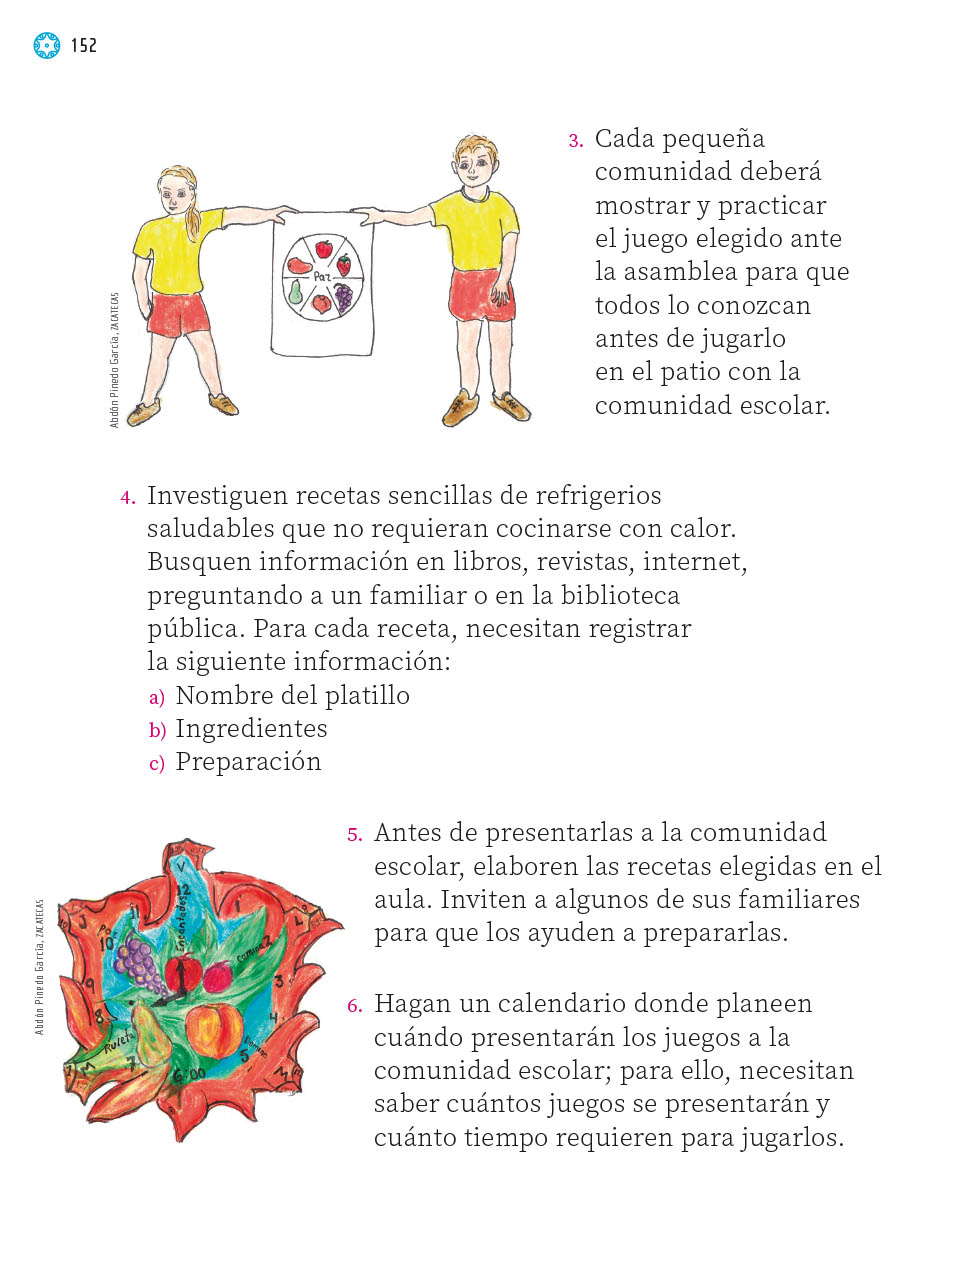 152
3. Cada pequeña
comunidad deberá
mostrar y practicar
el juego elegido ante
la asamblea para que
todos lo conozcan
antes de jugarlo
en el patio con la
comunidad escolar.
Paz
Abdón Pinedo García, ZACATECAS
4. Investiguen recetas sencillas de refrigerios
saludables que no requieran cocinarse con calor.
Busquen información en libros, revistas, internet,
preguntando a un familiar o en la biblioteca
pública. Para cada receta, necesitan registrar
la siguiente información:
a) Nombre del platillo
b) Ingredientes
c) Preparación
5. Antes de presentarlas a la comunidad
escolar, elaboren las recetas elegidas en el
aula. Inviten a algunos de sus familiares
para que los ayuden a prepararlas.
6. Hagan un calendario donde planeen
cuándo presentarán los juegos a la
comunidad escolar; para ello, necesitan
saber cuántos juegos se presentarán y
cuánto tiempo requieren para jugarlos.
Abdón Pinedo García, ZACATECAS
V
12
Encantados
11
1
J
L
10
2
9
3
8
4
Ruleta
7
6:00
5
M
M